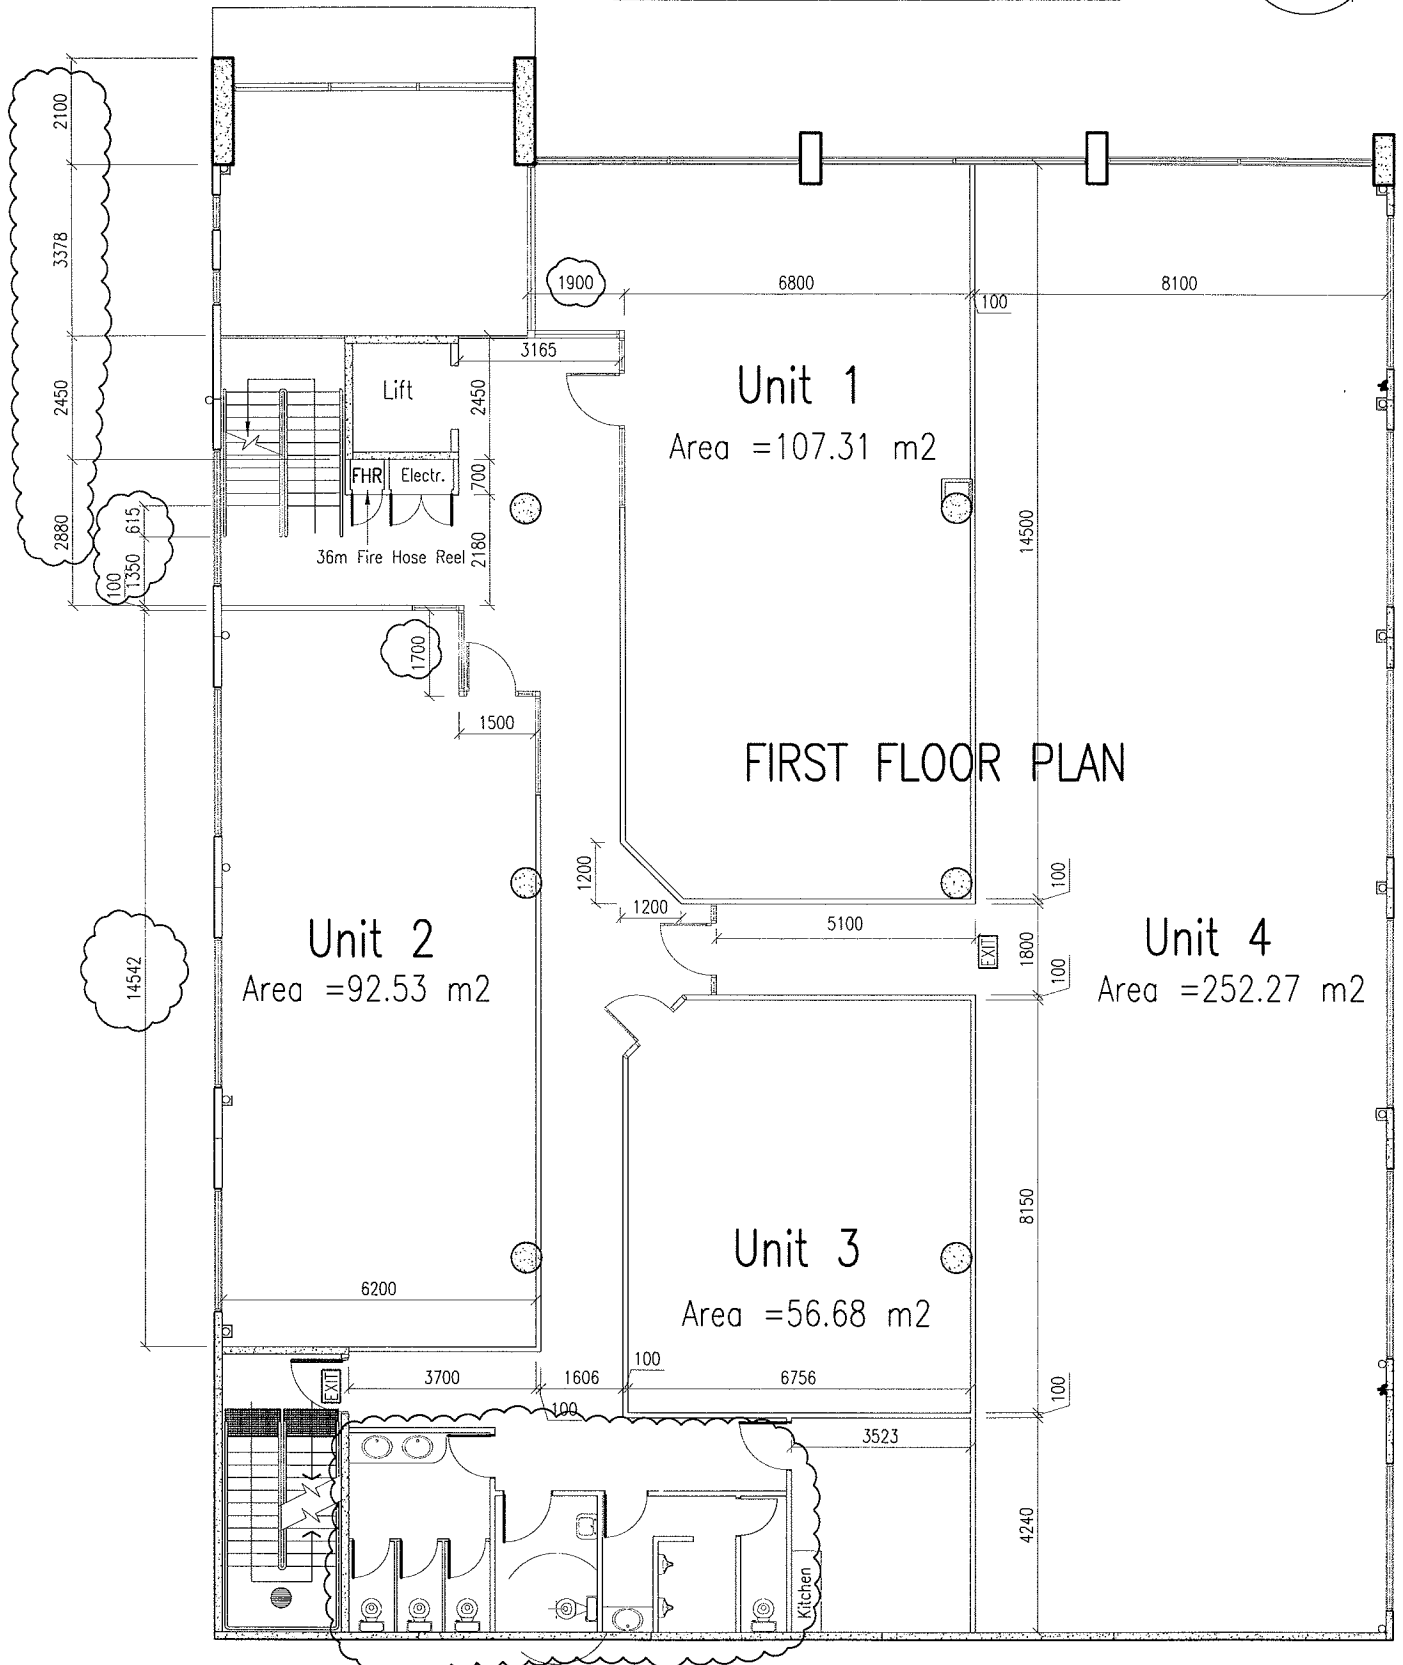 2100
3378
1900
6800
8100
100
3165
Lift
2450
2450
Unit 1
Area =107.31 m2
FHR
Electr.
700
2880
615
14500
36m Fire Hose Reel
2180
1350
100
1700
1500
FIRST FLOOR PLAN
1200
100
1200
5100
EXIT
1800
Unit 2
Area =92.53 m2
14542
Unit 4
Area =252.27 m2
100
8150
Unit 3
Area =56.68 m2
6200
EXIT
3700
1606
100
6756
100
100
3523
4240
Kitchen